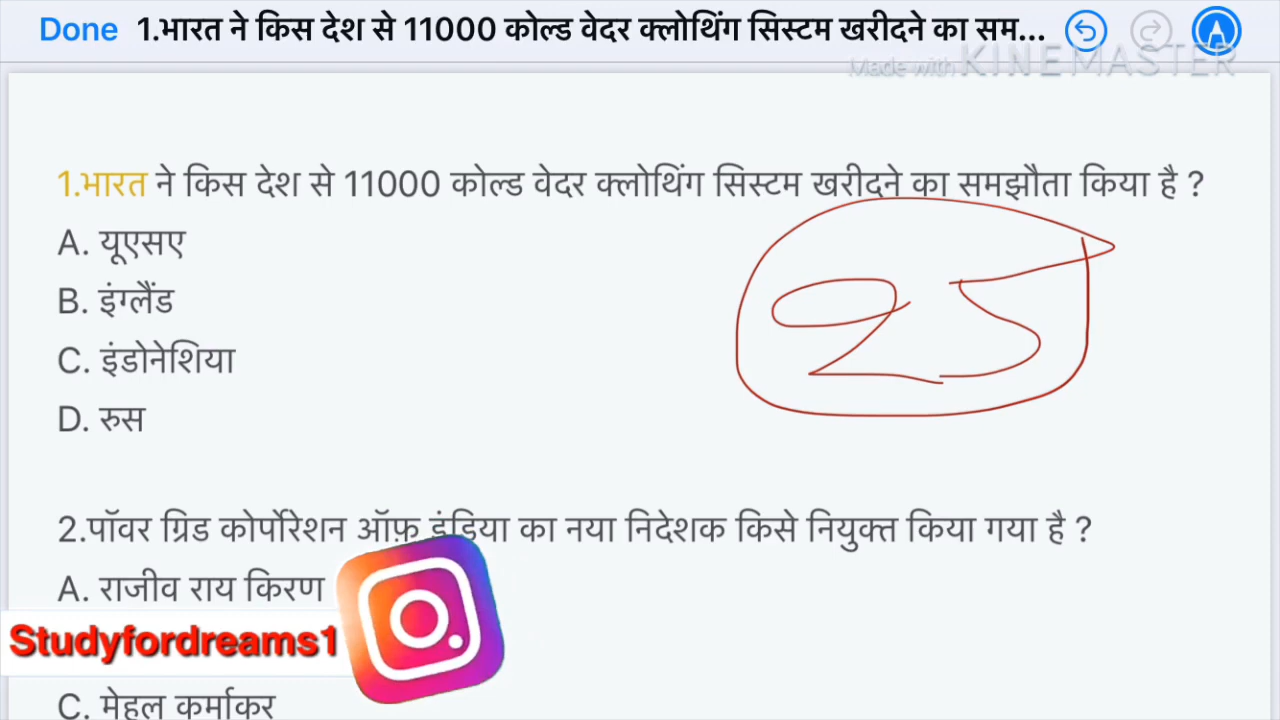 Done 1.भारत ने किस देश से 11000 कोल्ड वेदर क्लोथिंग सिस्टम खरीदने का सम...
Made with KINEMASTER
1.भारत ने किस देश से 11000 कोल्ड वेदर क्लोथिंग सिस्टम खरीदने का समझौता किया है ?
A. यूएसए
B. इंग्लैंड
25
C. इंडोनेशिया
D. रुस
2.पॉवर ग्रिड कोर्पोरेशन ऑफ़ इंडिया का नया निदेशक किसे नियुक्त किया गया है ?
A. राजीव राय किरण
Studyfordreams1
C. मेहल कर्माकर